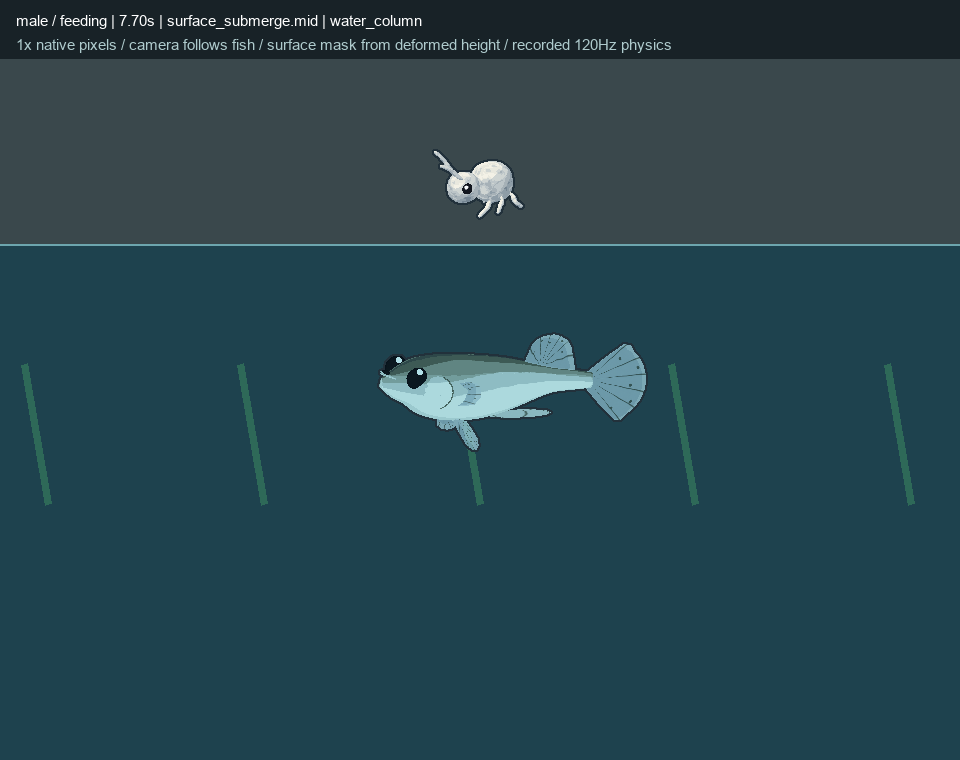 male / feeding | 7.70s | surface_submerge.mid | water_column
1x native pixels / camera follows fish / surface mask from deformed height / recorded 120Hz physics